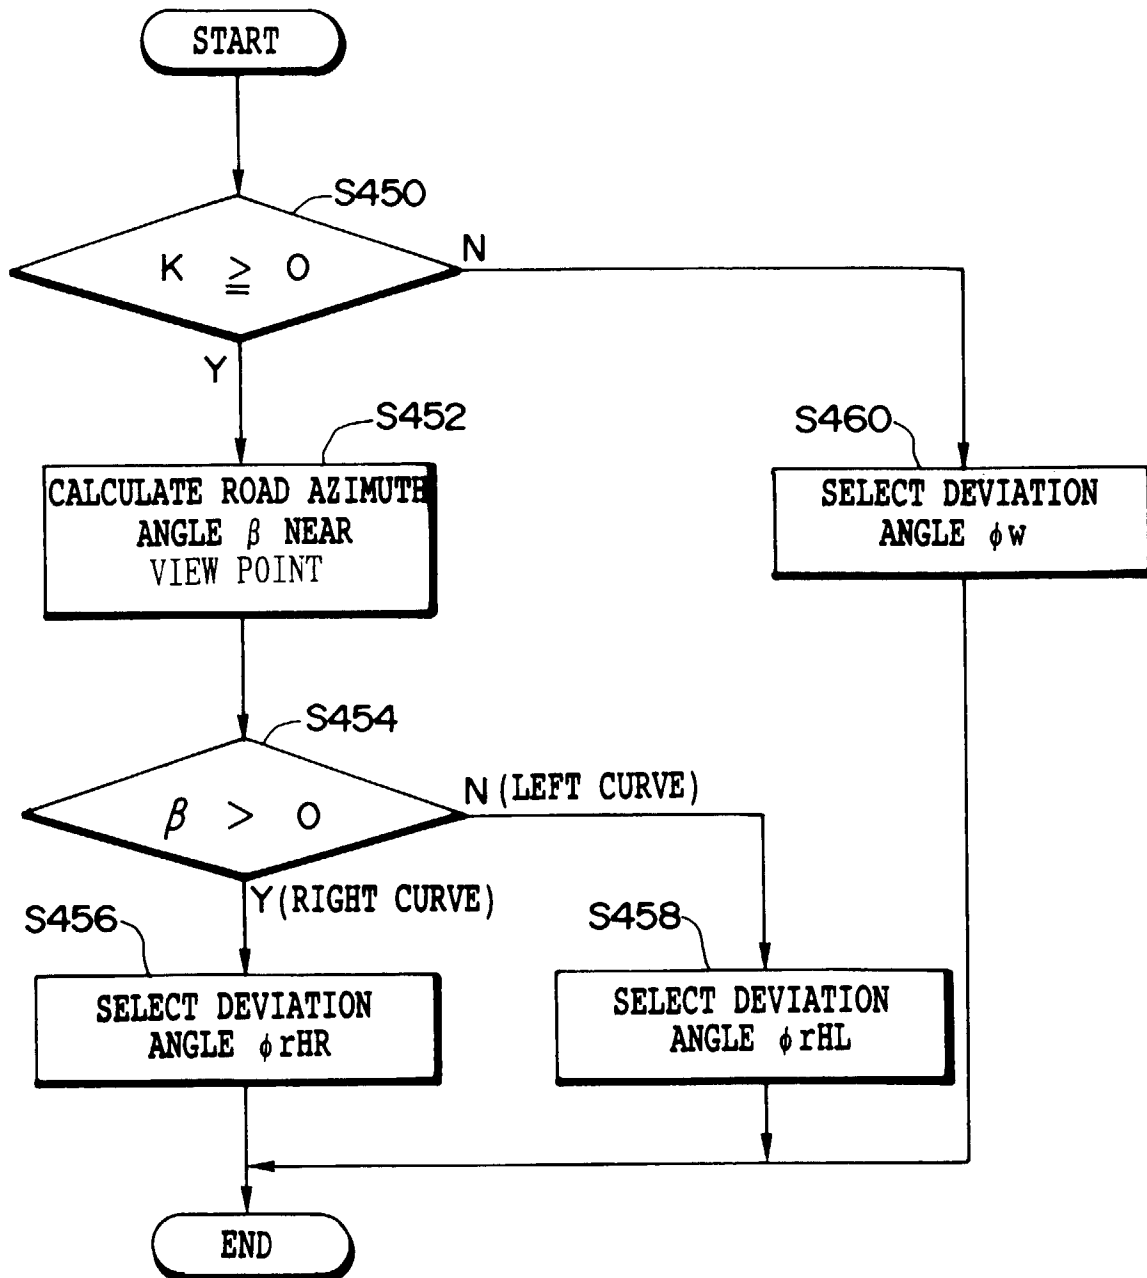 START
S450
K ≧ 0
N
Y
S452
CALCULATE ROAD AZIMUTH
ANGLE β NEAR
VIEW POINT
S460
SELECT DEVIATION
ANGLE φw
S454
β > 0
N (LEFT CURVE)
Y (RIGHT CURVE)
S456
SELECT DEVIATION
ANGLE φrHR
S458
SELECT DEVIATION
ANGLE φrHL
END